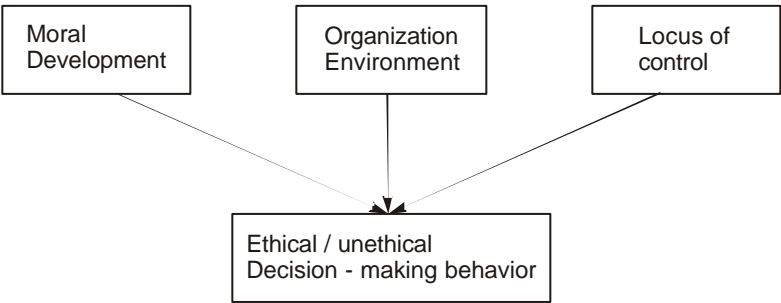 Moral
Development
Organization
Environment
Locus of
control
Ethical / unethical
Decision - making behavior